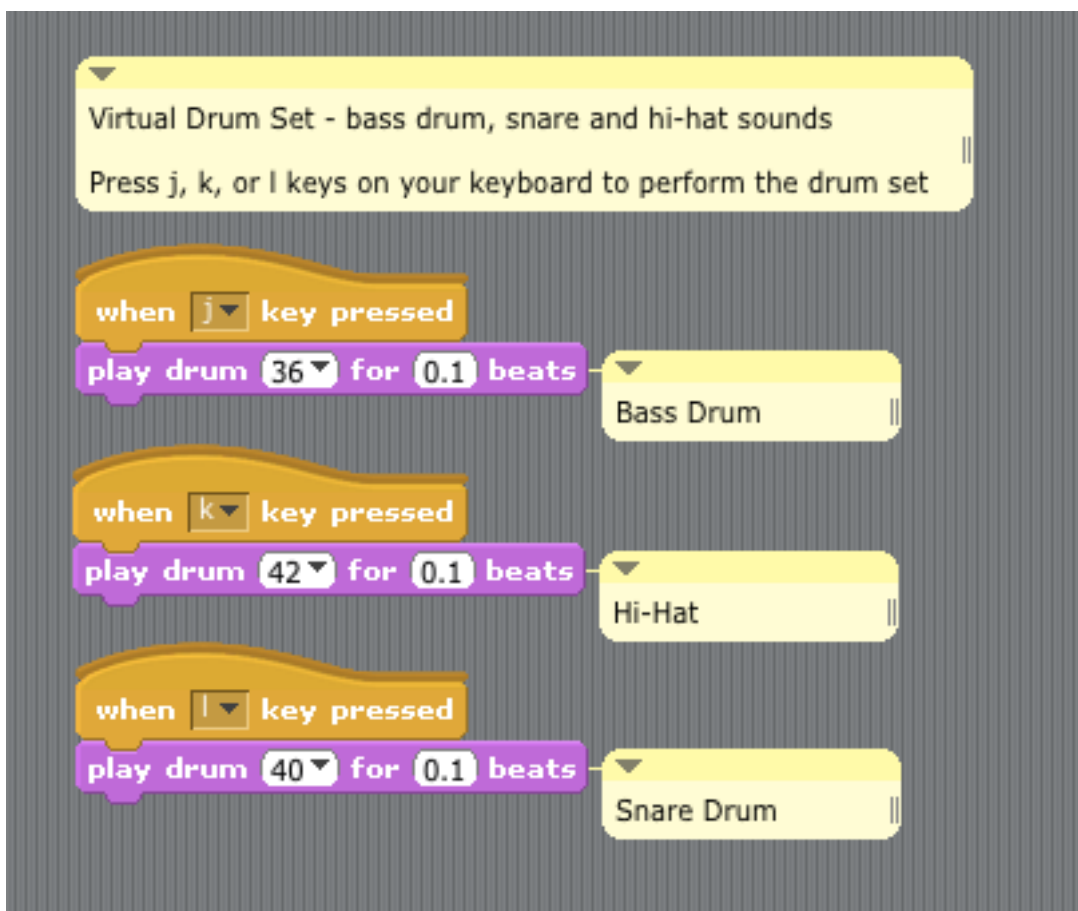 Virtual Drum Set - bass drum, snare and hi-hat sounds
Press j, k, or l keys on your keyboard to perform the drum set
when j key pressed
play drum 36 for 0.1 beats
Bass Drum
when k key pressed
play drum 42 for 0.1 beats
Hi-Hat
when l key pressed
play drum 40 for 0.1 beats
Snare Drum